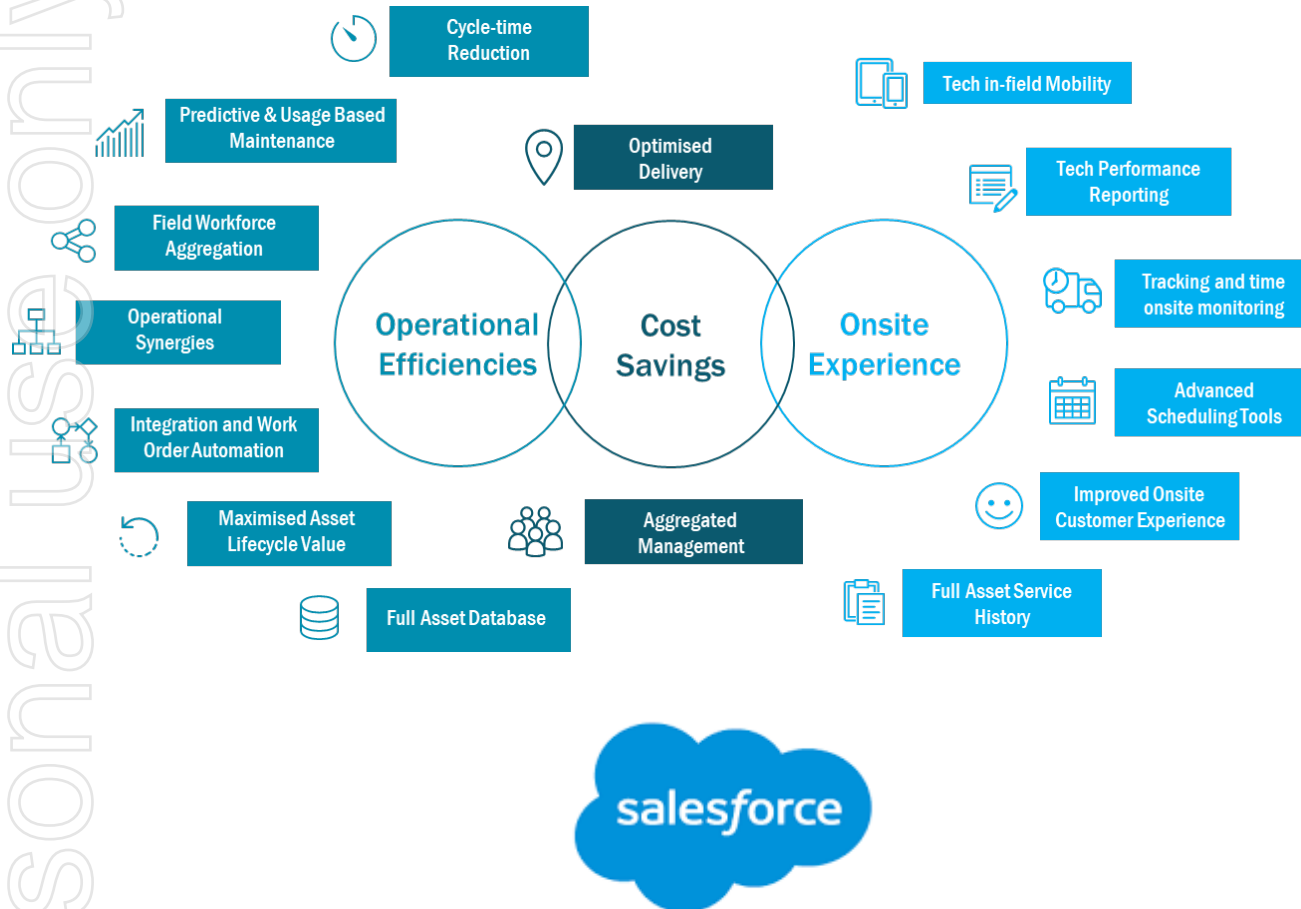 Cycle-time
Reduction
Predictive & Usage Based
Maintenance
Field Workforce
Aggregation
Operational
Synergies
Integration and Work
Order Automation
Maximised Asset
Lifecycle Value
Full Asset Database
Optimised
Delivery
Operational
Efficiencies
Cost
Savings
Onsite
Experience
Aggregated
Management
Tech in-field Mobility
Tech Performance
Reporting
Tracking and time
onsite monitoring
Advanced
Scheduling Tools
Improved Onsite
Customer Experience
Full Asset Service
History
salesforce
sonal use only